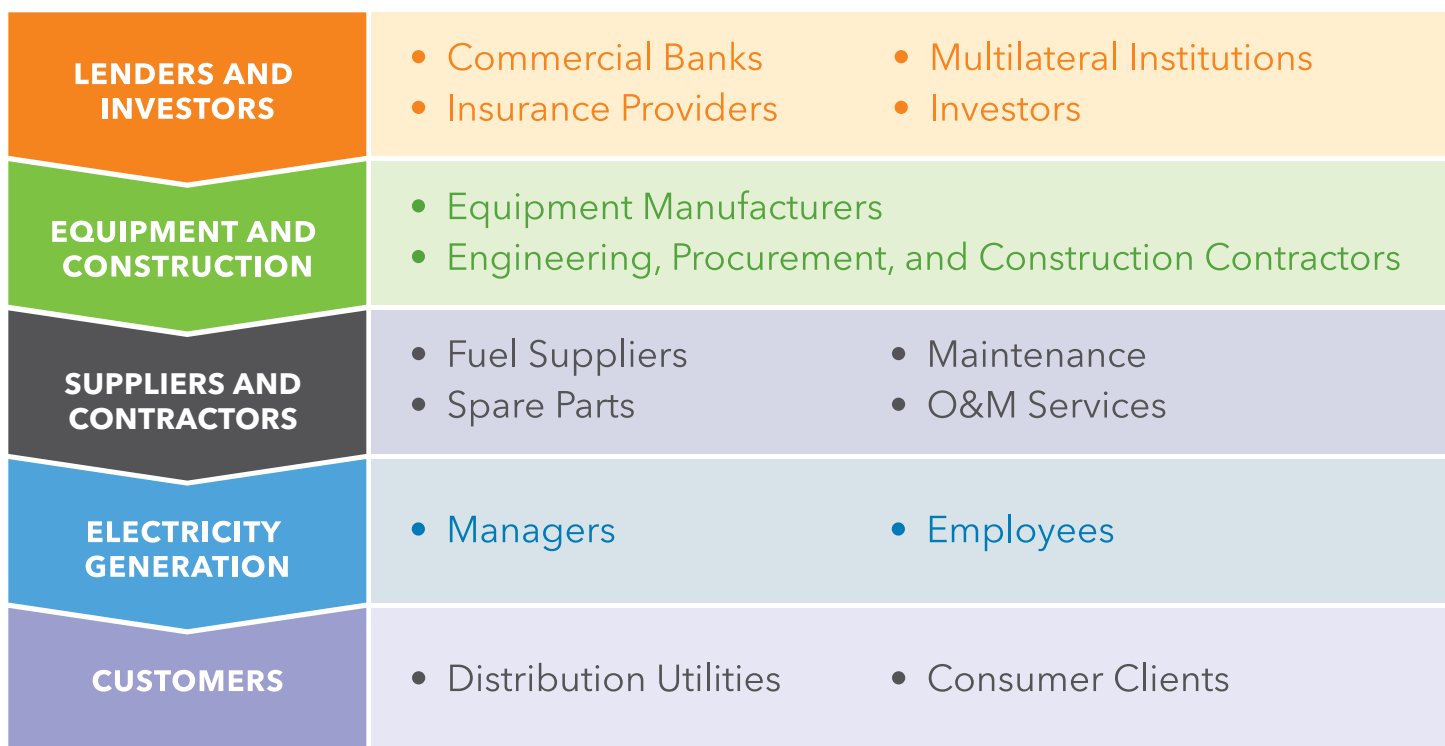 LENDERS AND
INVESTORS
• Commercial Banks
• Insurance Providers
• Multilateral Institutions
• Investors
EQUIPMENT AND
CONSTRUCTION
• Equipment Manufacturers
• Engineering, Procurement, and Construction Contractors
SUPPLIERS AND
CONTRACTORS
• Fuel Suppliers
• Spare Parts
• Maintenance
• O&M Services
ELECTRICITY
GENERATION
• Managers
• Employees
CUSTOMERS
• Distribution Utilities
• Consumer Clients